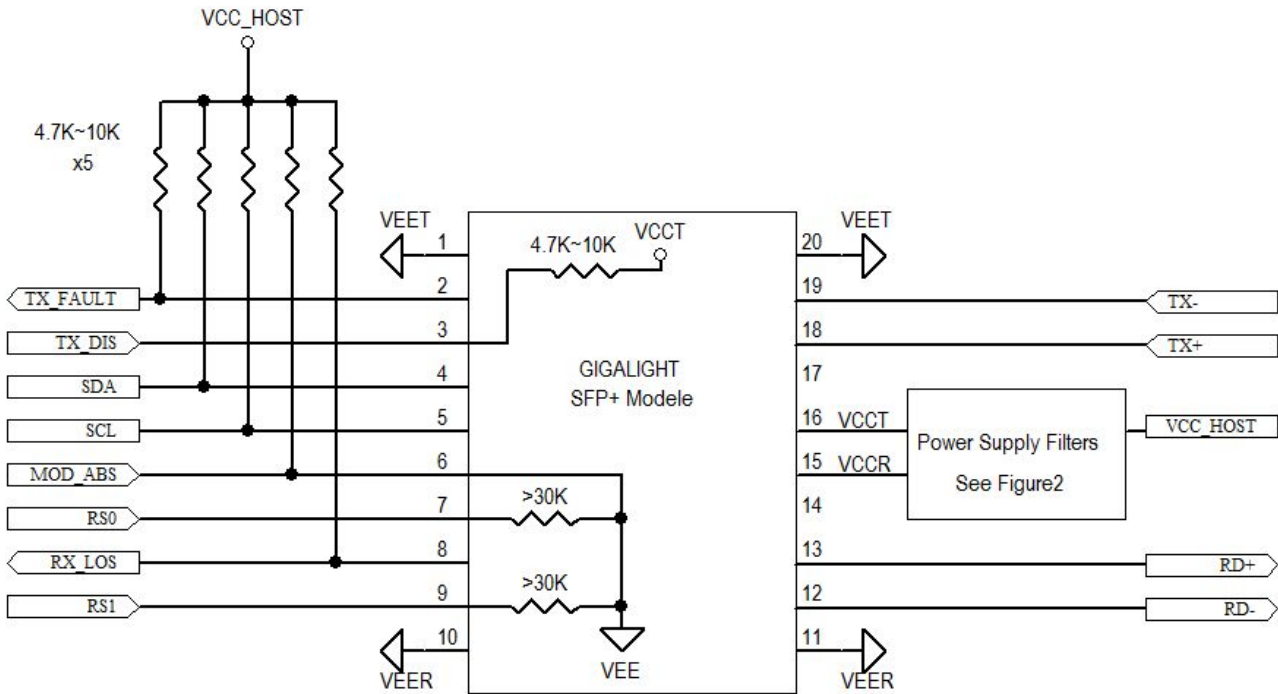 VCC_HOST
4.7K~10K
x5
VEET
1
4.7K~10K
VCCT
20
VEET
TX_FAULT
2
19
TX-
TX_DIS
3
18
TX+
SDA
4
GIGALIGHT
SFP+ Modele
17
SCL
5
16
VCCT
Power Supply Filters
See Figure2
VCC_HOST
MOD_ABS
6
15
VCCR
RS0
7
>30K
14
RX_LOS
8
13
RD+
RS1
9
>30K
12
RD-
10
VEER
VEE
11
VEER